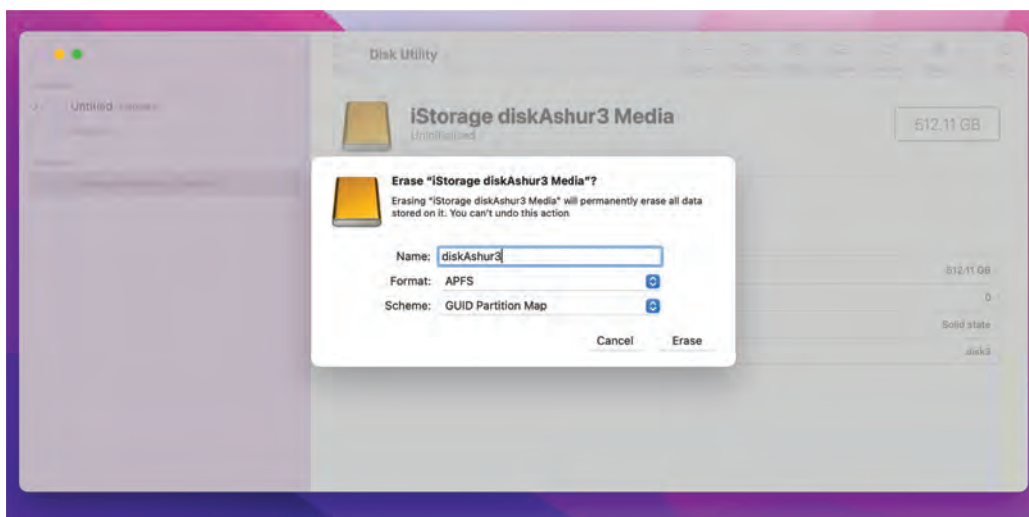 Disk Utility
Untitled
iStorage diskAshur3 Media
Uninitialised
512.11 GB
Erase "iStorage diskAshur3 Media"?
Erasing "iStorage diskAshur3 Media" will permanently erase all data
stored on it. You can't undo this action
Name: diskAshur3
Format: APFS
Scheme: GUID Partition Map
Cancel Erase
512.11 GB
0
Solid state
disk3